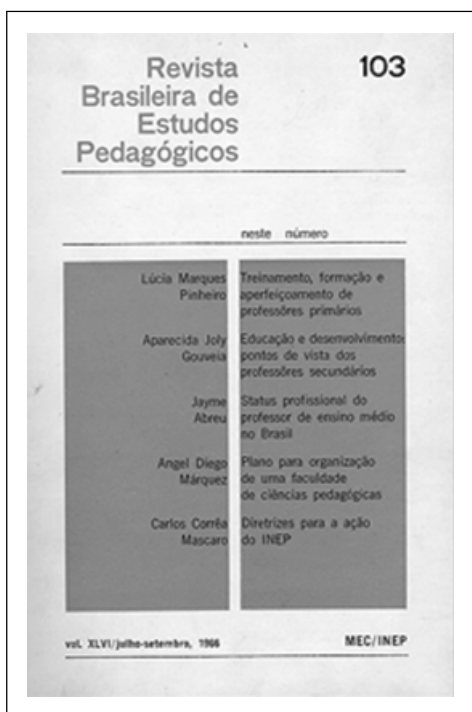 Revista
Brasileira de
Estudos
Pedagógicos
103
neste número
Lúcia Marques
Pinheiro
Treinamento, formação e
aperfeiçoamento de
professôres primários
Aparecida Joly
Gouveia
Educação e desenvolvimento:
pontos de vista dos
professôres secundários
Jayme
Abreu
Status profissional do
professor de ensino médio
no Brasil
Angel Diego
Márquez
Plano para organização
de uma faculdade
de ciências pedagógicas
Carlos Corrêa
Mascaro
Diretrizes para a ação
do INEP
vol. XLVI/julho-setembro, 1966
MEC/INEP